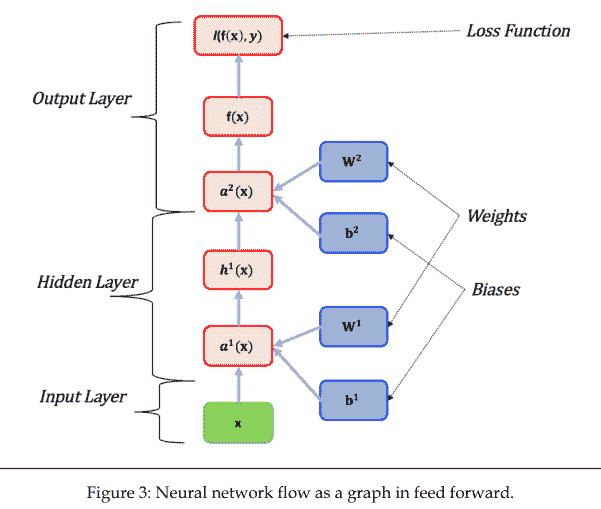 l(f(x), y)
Loss Function
Output Layer
f(x)
W²
a²(x)
Weights
b²
h¹(x)
Hidden Layer
Biases
W¹
a¹(x)
Input Layer
b¹
x
Figure 3: Neural network flow as a graph in feed forward.